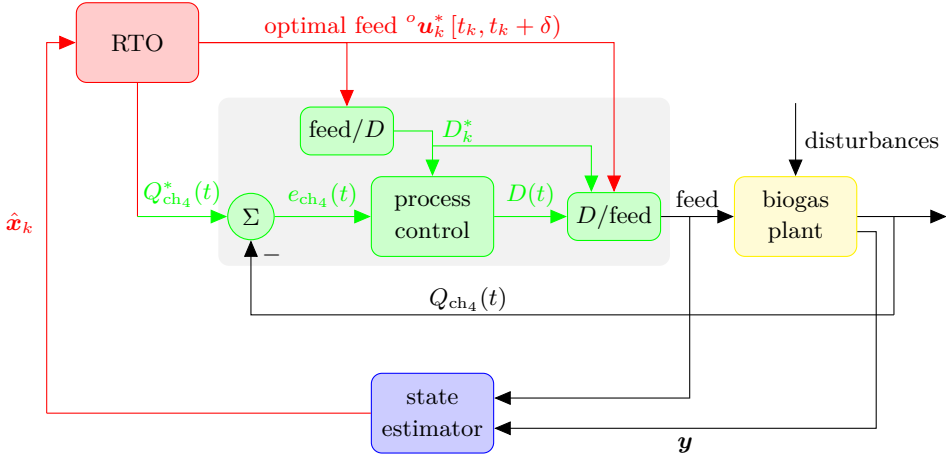 optimal feed ᵒu*ₖ [tₖ, tₖ + δ)
RTO
feed/D
D*ₖ
disturbances
Q*ch₄(t)
ech₄(t)
process
control
D(t)
feed
biogas
plant
x̂ₖ
Σ
D/feed
−
Qch₄(t)
state
estimator
y